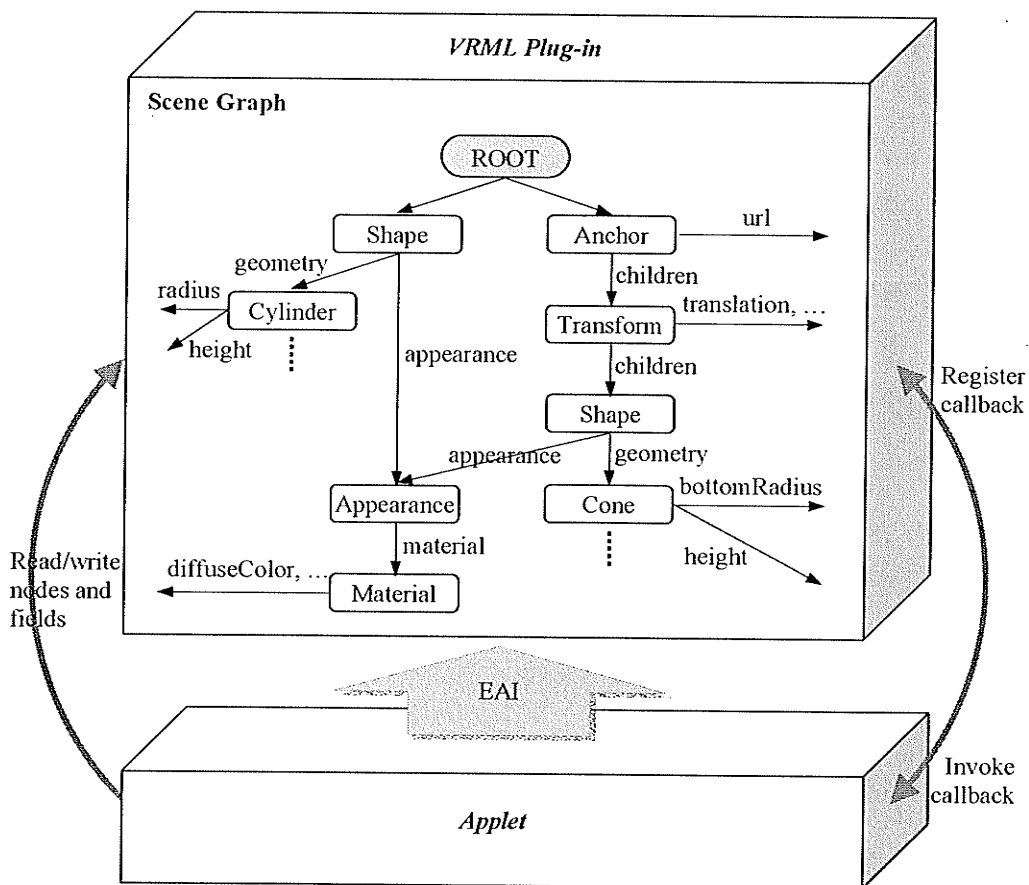 VRML Plug-in
Scene Graph
ROOT
Shape
Anchor
url
geometry
children
radius
Cylinder
Transform
translation, ...
height
appearance
children
Register
callback
Shape
appearance
geometry
Appearance
Cone
bottomRadius
material
height
Read/write
nodes and
fields
diffuseColor, ...
Material
EAI
Invoke
callback
Applet